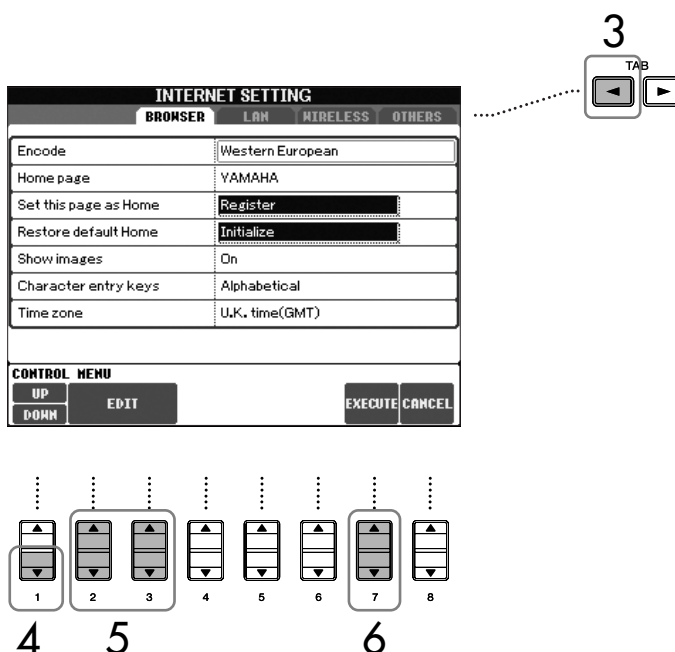 3
TAB
INTERNET SETTING
BROWSER LAN WIRELESS OTHERS
Encode Western European
Home page YAMAHA
Set this page as Home Register
Restore default Home Initialize
Show images On
Character entry keys Alphabetical
Time zone U.K. time(GMT)
CONTROL MENU
UP
DOWN
EDIT
EXECUTE
CANCEL
1 2 3 4 5 6 7 8
4 5 6